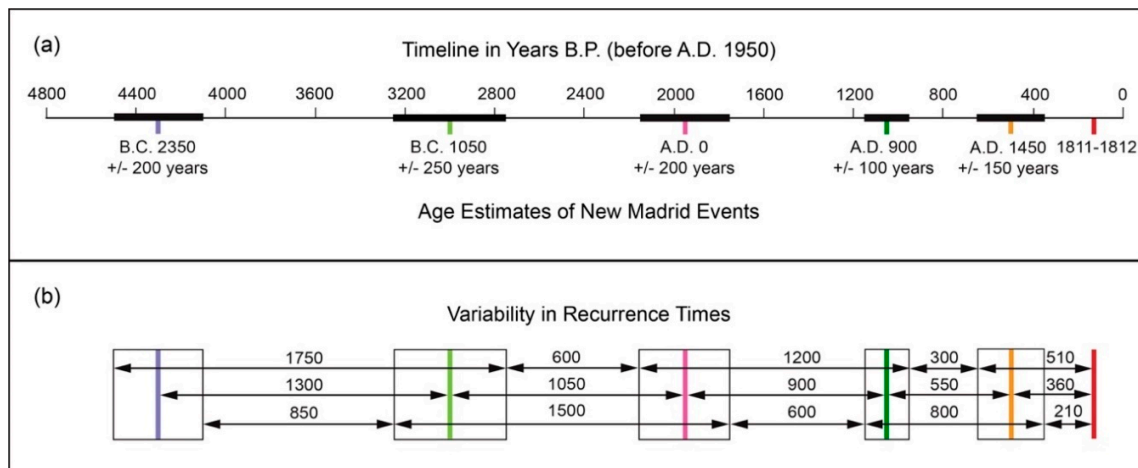 (a)
Timeline in Years B.P. (before A.D. 1950)
4800 4400 4000 3600 3200 2800 2400 2000 1600 1200 800 400 0
B.C. 2350 B.C. 1050 A.D. 0 A.D. 900 A.D. 1450 1811-1812
+/- 200 years +/- 250 years +/- 200 years +/- 100 years +/- 150 years
Age Estimates of New Madrid Events
(b)
Variability in Recurrence Times
1750 600 1200 300 510
1300 1050 900 550 360
850 1500 600 800 210